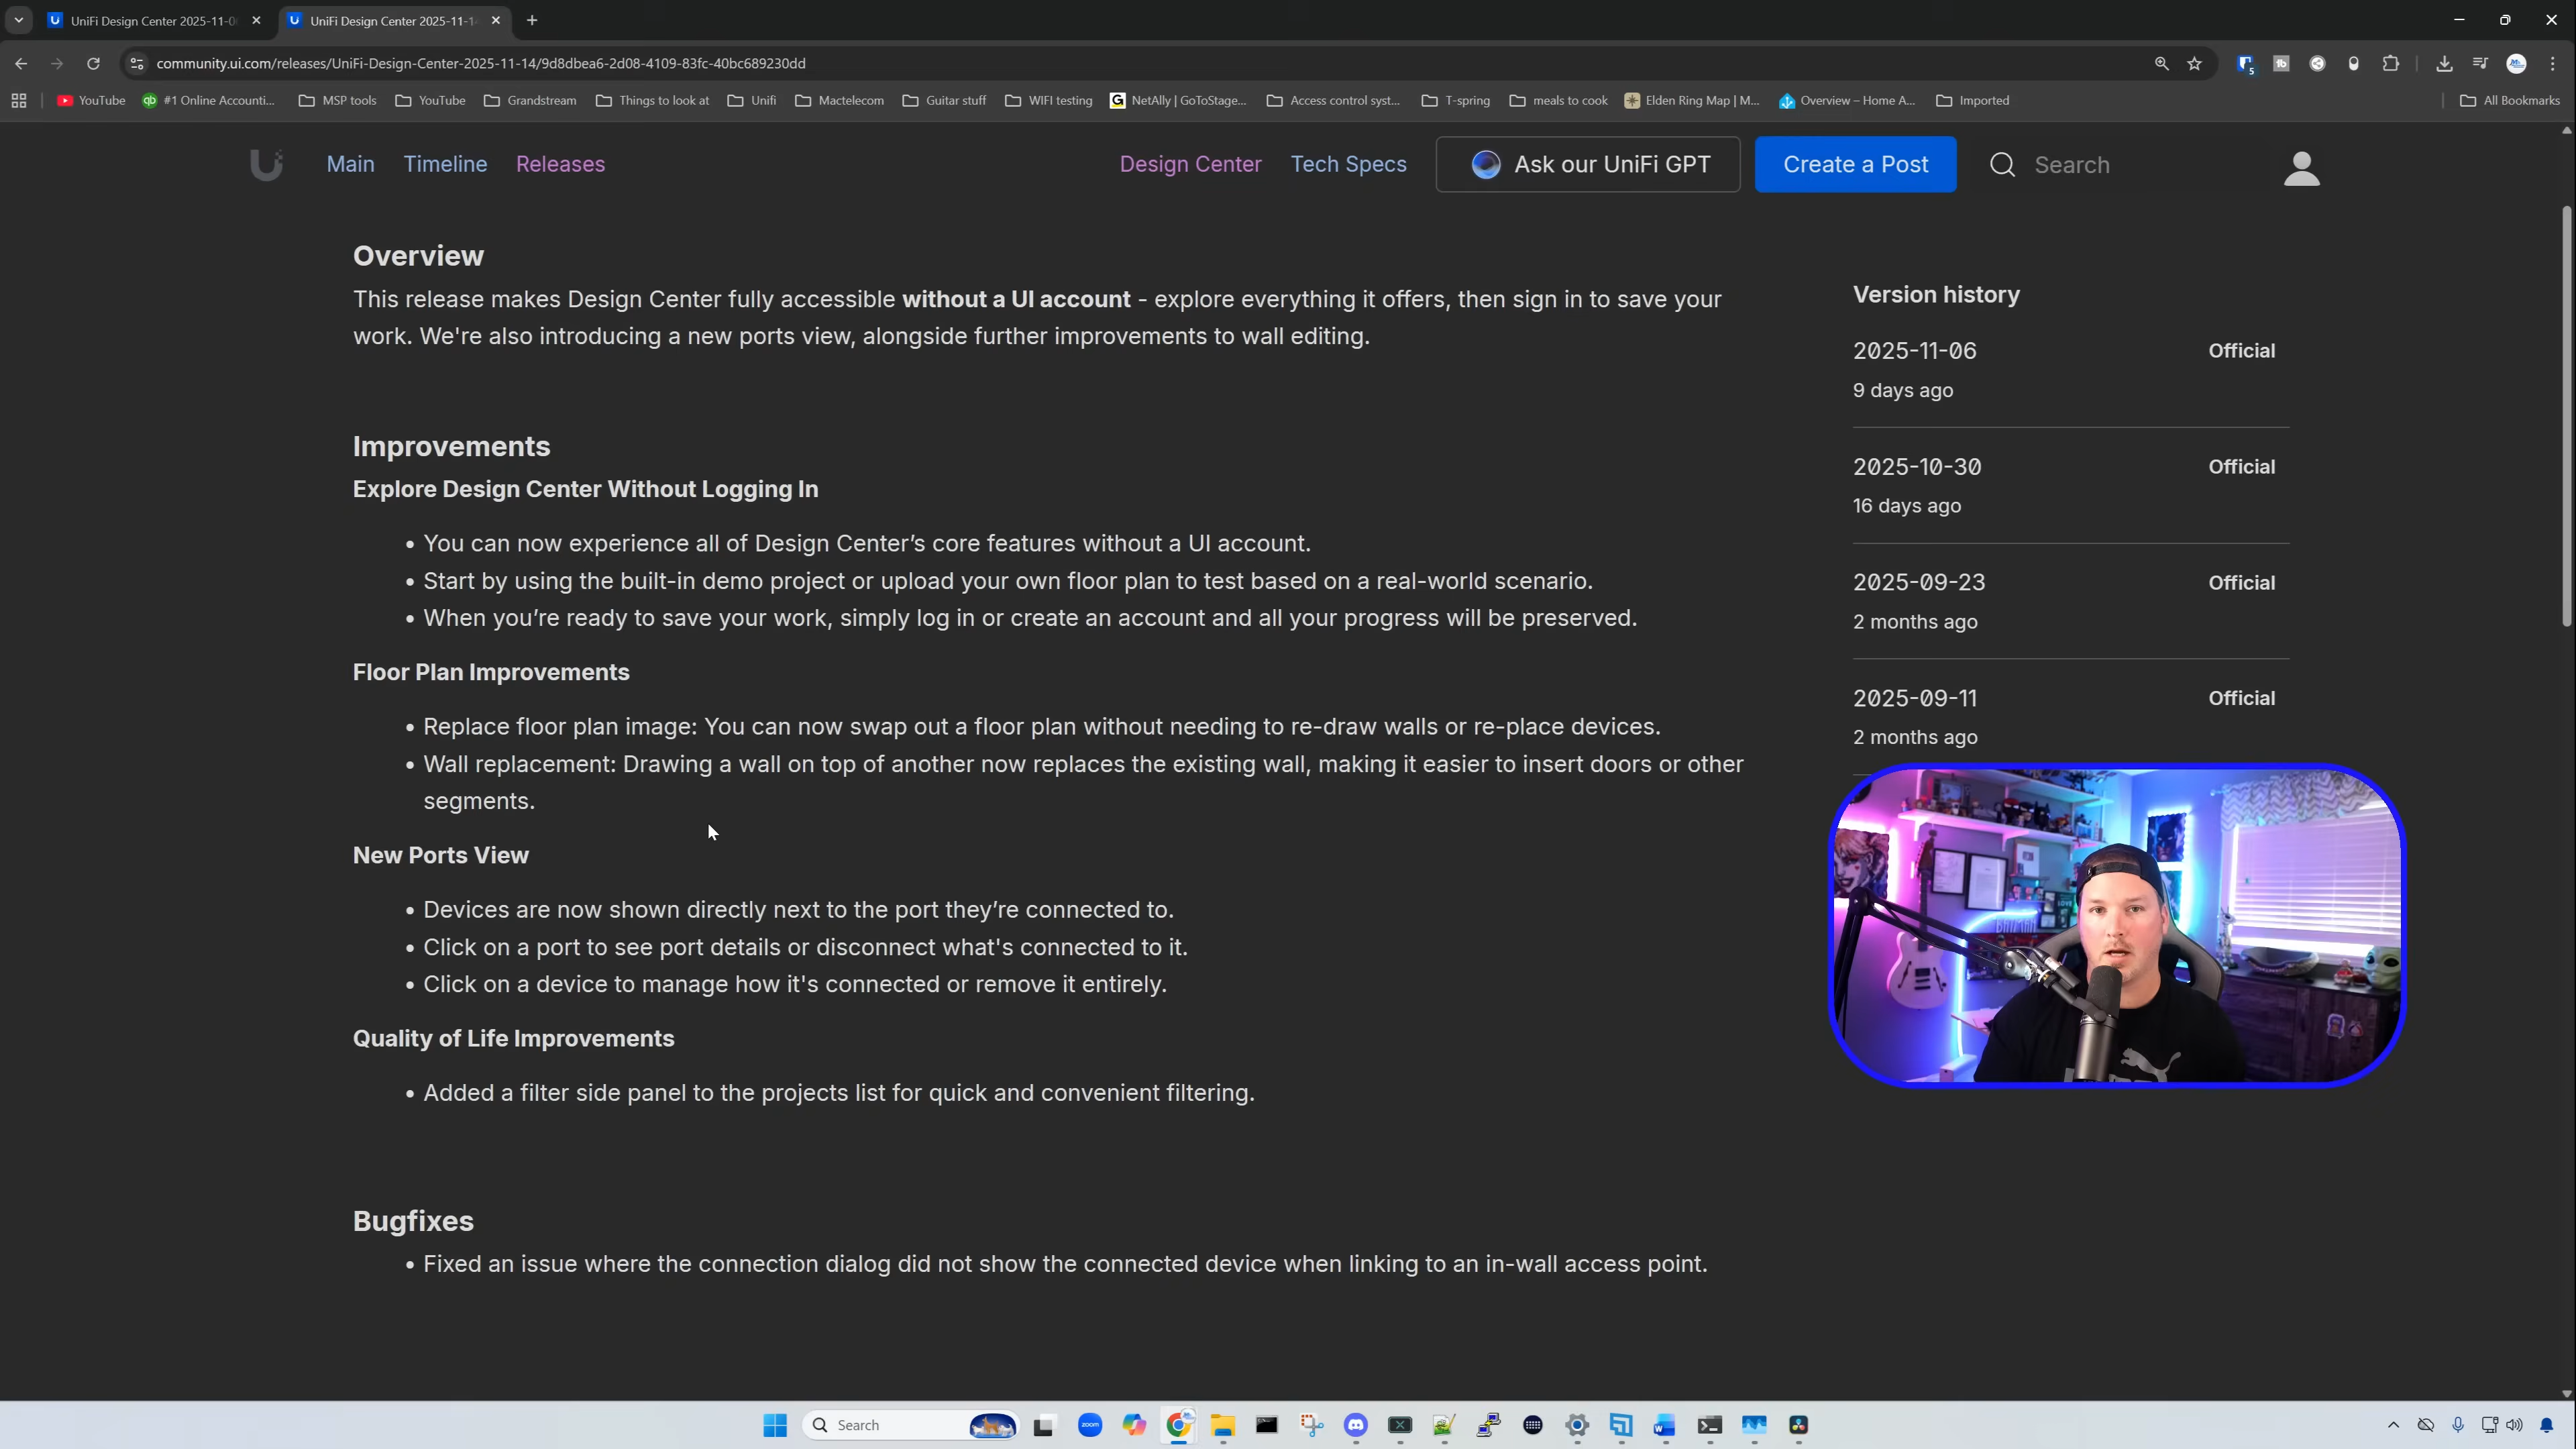 UniFi Design Center 2025-11-0
UniFi Design Center 2025-11-1
community.ui.com/releases/UniFi-Design-Center-2025-11-14/9d8dbea6-2d08-4109-83fc-40bc689230dd
5
YouTube
#1 Online Accounti...
MSP tools
YouTube
Grandstream
Things to look at
Unifi
Mactelecom
Guitar stuff
WIFI testing
NetAlly | GoToStage...
Access control syst...
T-spring
meals to cook
Elden Ring Map | M...
Overview – Home A...
Imported
All Bookmarks
Main
Timeline
Releases
Design Center
Tech Specs
Ask our UniFi GPT
Create a Post
Search
Overview
This release makes Design Center fully accessible without a UI account - explore everything it offers, then sign in to save your
work. We're also introducing a new ports view, alongside further improvements to wall editing.
Improvements
Explore Design Center Without Logging In
• You can now experience all of Design Center’s core features without a UI account.
• Start by using the built-in demo project or upload your own floor plan to test based on a real-world scenario.
• When you’re ready to save your work, simply log in or create an account and all your progress will be preserved.
Floor Plan Improvements
• Replace floor plan image: You can now swap out a floor plan without needing to re-draw walls or re-place devices.
• Wall replacement: Drawing a wall on top of another now replaces the existing wall, making it easier to insert doors or other
segments.
New Ports View
• Devices are now shown directly next to the port they’re connected to.
• Click on a port to see port details or disconnect what's connected to it.
• Click on a device to manage how it's connected or remove it entirely.
Quality of Life Improvements
• Added a filter side panel to the projects list for quick and convenient filtering.
Bugfixes
• Fixed an issue where the connection dialog did not show the connected device when linking to an in-wall access point.
Version history
2025-11-06
Official
9 days ago
2025-10-30
Official
16 days ago
2025-09-23
Official
2 months ago
2025-09-11
Official
2 months ago
BATMAN
Search
zoom